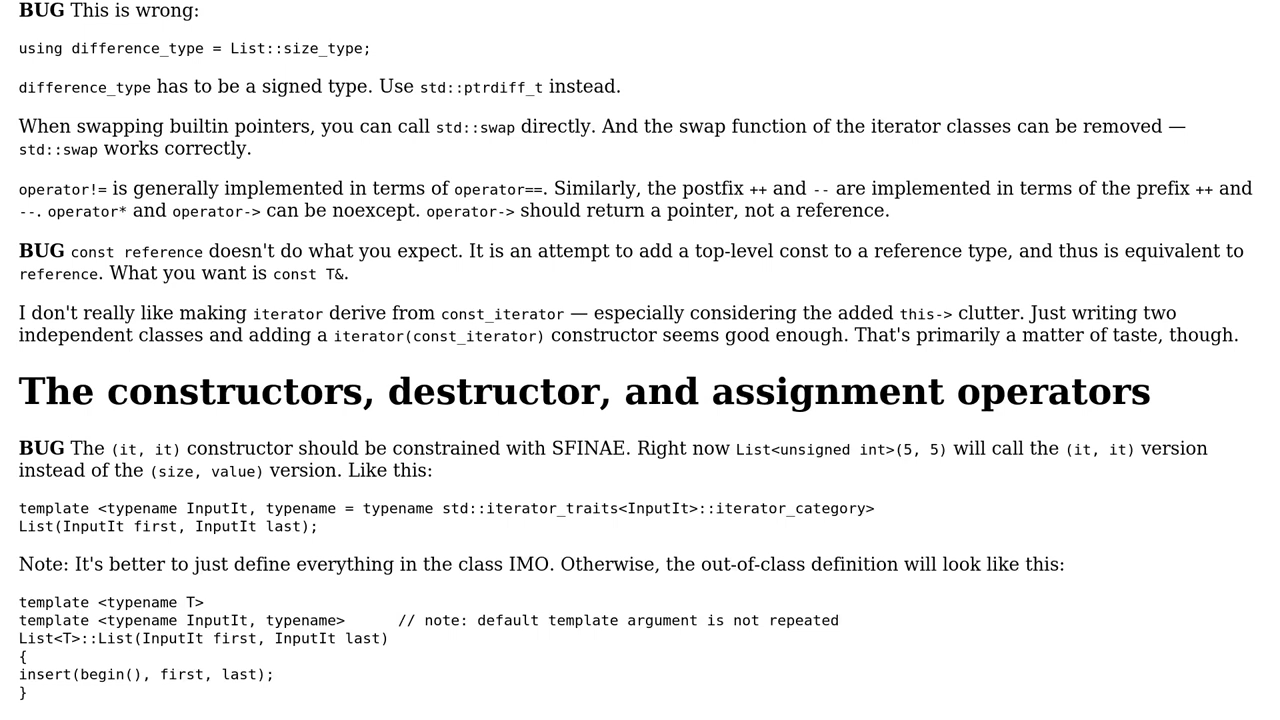 BUG This is wrong:
using difference_type = List::size_type;
difference_type has to be a signed type. Use std::ptrdiff_t instead.
When swapping builtin pointers, you can call std::swap directly. And the swap function of the iterator classes can be removed —
std::swap works correctly.
operator!= is generally implemented in terms of operator==. Similarly, the postfix ++ and -- are implemented in terms of the prefix ++ and
--. operator* and operator-> can be noexcept. operator-> should return a pointer, not a reference.
BUG const reference doesn't do what you expect. It is an attempt to add a top-level const to a reference type, and thus is equivalent to
reference. What you want is const T&.
I don't really like making iterator derive from const_iterator — especially considering the added this-> clutter. Just writing two
independent classes and adding a iterator(const_iterator) constructor seems good enough. That's primarily a matter of taste, though.
The constructors, destructor, and assignment operators
BUG The (it, it) constructor should be constrained with SFINAE. Right now List<unsigned int>(5, 5) will call the (it, it) version
instead of the (size, value) version. Like this:
template <typename InputIt, typename = typename std::iterator_traits<InputIt>::iterator_category>
List(InputIt first, InputIt last);
Note: It's better to just define everything in the class IMO. Otherwise, the out-of-class definition will look like this:
template <typename T>
template <typename InputIt, typename>      // note: default template argument is not repeated
List<T>::List(InputIt first, InputIt last)
{
insert(begin(), first, last);
}